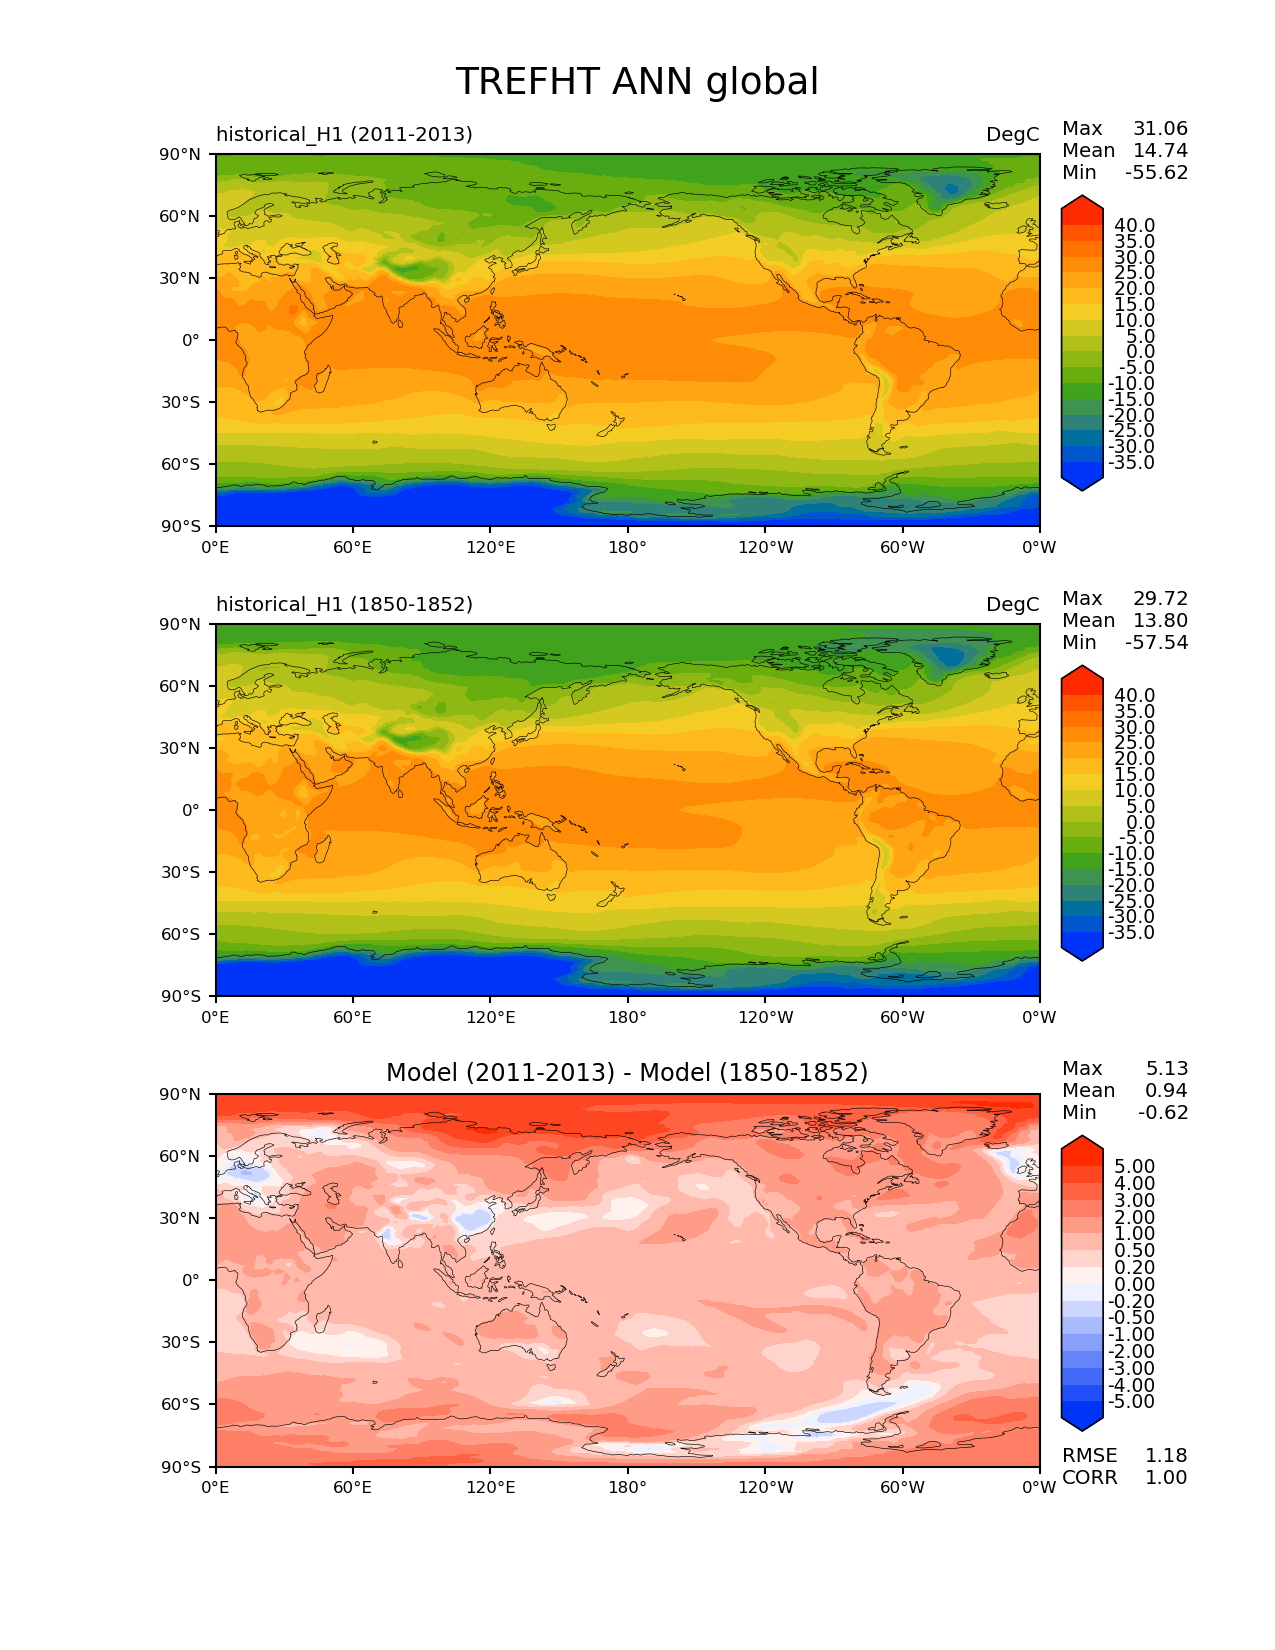 TREFHT ANN global
historical_H1 (2011-2013) DegC
Max 31.06
Mean 14.74
Min -55.62
90°N
60°N
30°N
0°
30°S
60°S
90°S
0°E 60°E 120°E 180° 120°W 60°W 0°W
40.0
35.0
30.0
25.0
20.0
15.0
10.0
5.0
0.0
-5.0
-10.0
-15.0
-20.0
-25.0
-30.0
-35.0
historical_H1 (1850-1852) DegC
Max 29.72
Mean 13.80
Min -57.54
90°N
60°N
30°N
0°
30°S
60°S
90°S
0°E 60°E 120°E 180° 120°W 60°W 0°W
40.0
35.0
30.0
25.0
20.0
15.0
10.0
5.0
0.0
-5.0
-10.0
-15.0
-20.0
-25.0
-30.0
-35.0
Model (2011-2013) - Model (1850-1852)
Max 5.13
Mean 0.94
Min -0.62
90°N
60°N
30°N
0°
30°S
60°S
90°S
0°E 60°E 120°E 180° 120°W 60°W 0°W
5.00
4.00
3.00
2.00
1.00
0.50
0.20
0.00
-0.20
-0.50
-1.00
-2.00
-3.00
-4.00
-5.00
RMSE 1.18
CORR 1.00